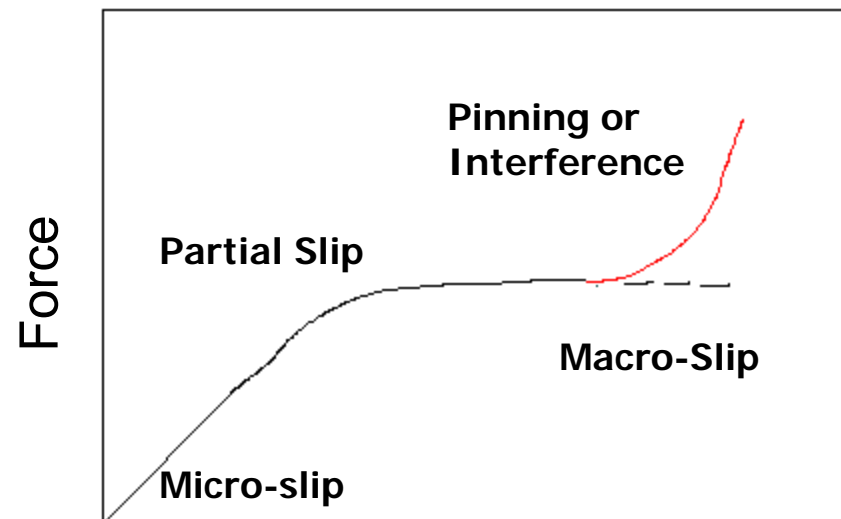 Pinning or
Interference
Partial Slip
Force
Macro-Slip
Micro-slip